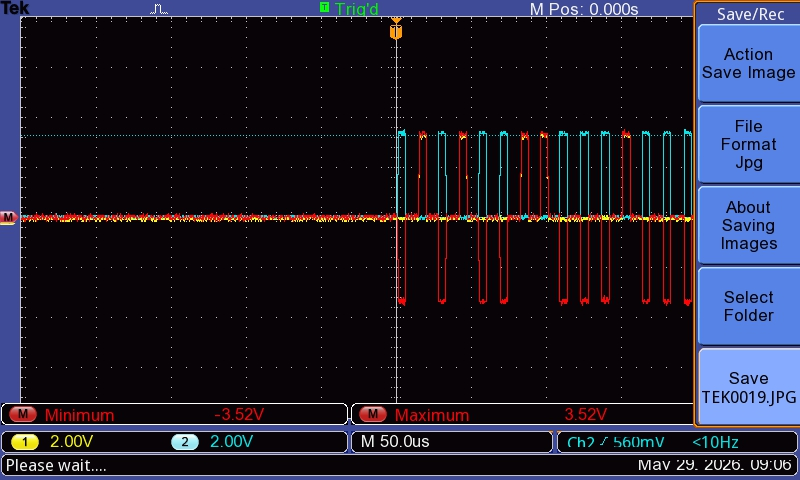 Tek
T Trig'd
M Pos: 0.000s
Save/Rec
T
Action
Save Image
File
Format
Jpg
About
Saving
Images
Select
Folder
Save
TEK0019.JPG
M
M Minimum -3.52V
M Maximum 3.52V
1 2.00V 2 2.00V
M 50.0us
Ch2 / 560mV <10Hz
Please wait....
May 29, 2026, 09:06